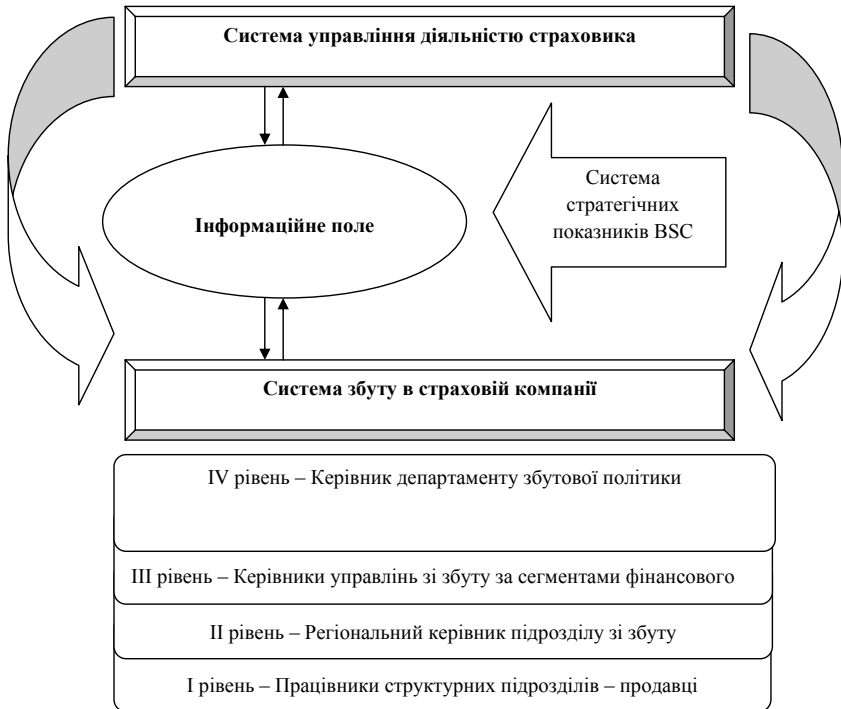 Система управління діяльністю страховика
Система
стратегічних
показників BSC
Інформаційне поле
Система збуту в страховій компанії
IV рівень – Керівник департаменту збутової політики
III рівень – Керівники управлінь зі збуту за сегментами фінансового
II рівень – Регіональний керівник підрозділу зі збуту
I рівень – Працівники структурних підрозділів – продавці